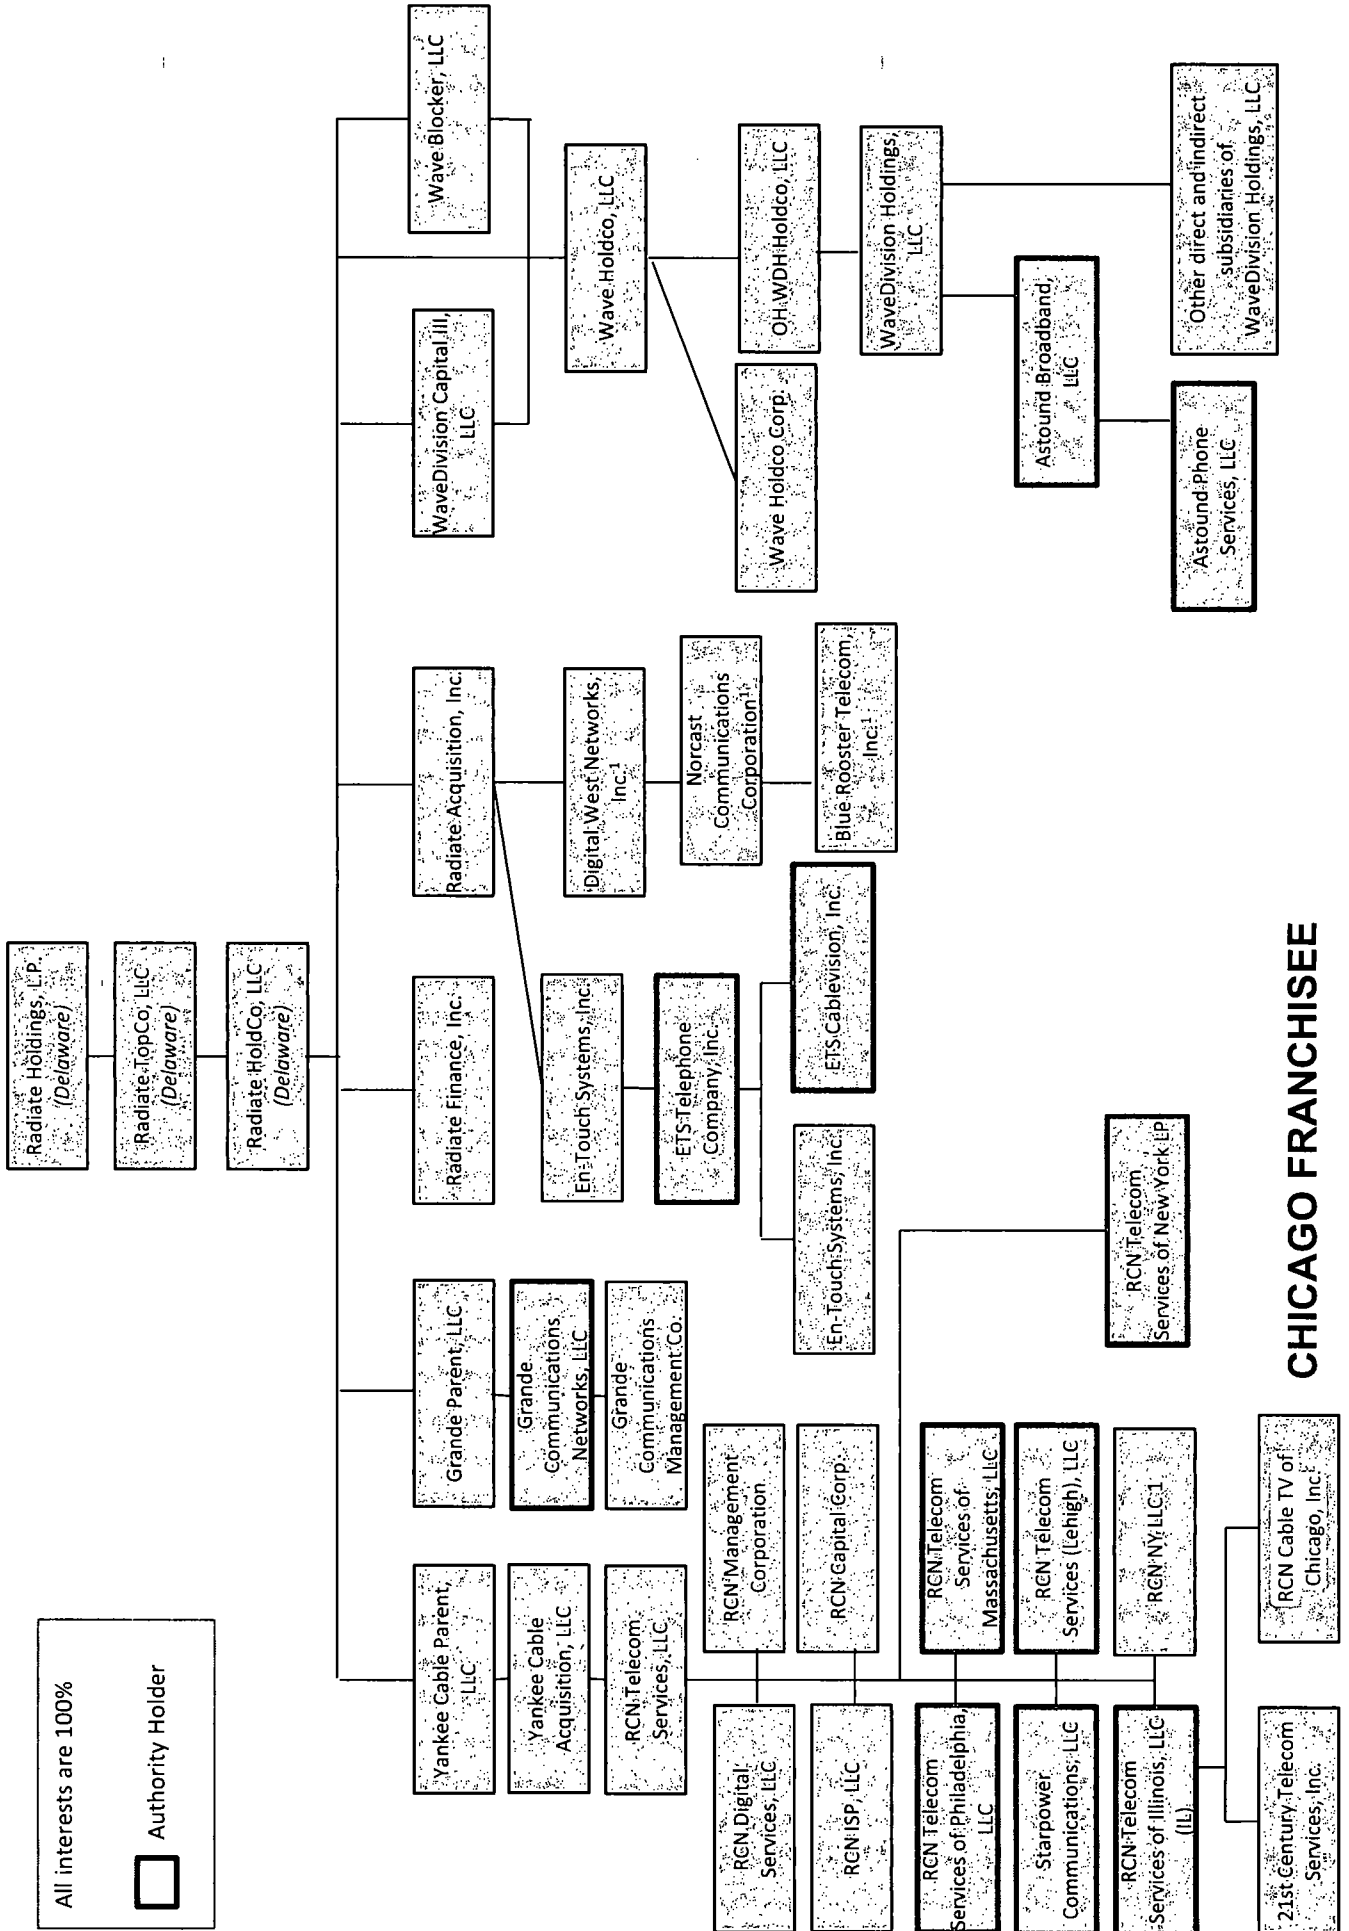 All interests are 100%
Authority Holder
Radiate Holdings, L.P.
(Delaware)
Radiate TopCo, LLC
(Delaware)
Radiate HoldCo, LLC
(Delaware)
Yankee Cable Parent,
LLC
Grande Parent, LLC
Radiate Finance, Inc.
Radiate Acquisition, Inc.
WaveDivision Capital III,
LLC
Wave Blocker, LLC
Yankee Cable
Acquisition, LLC
RCN Telecom
Services, LLC
Grande
Communications
Networks, LLC
Grande
Communications
Management Co.
En-Touch Systems, Inc.
ETS Telephone
Company, Inc.
En-Touch Systems, Inc.
ETS Cablevision, Inc.
Digital West Networks,
Inc.1
Norcast
Communications
Corporation1
Blue Rooster Telecom,
Inc.1
Wave Holdco, LLC
Wave Holdco Corp.
OH WDH Holdco, LLC
WaveDivision Holdings,
LLC
Astound Broadband,
LLC
Astound Phone
Services, LLC
Other direct and indirect
subsidiaries of
WaveDivision Holdings, LLC
RCN Digital
Services, LLC
RCN Management
Corporation
RCN ISP, LLC
RCN Capital Corp.
RCN Telecom
Services of Philadelphia,
LLC
RCN Telecom
Services of
Massachusetts, LLC
Starpower
Communications, LLC
RCN Telecom
Services (Lehigh), LLC
RCN Telecom
Services of Illinois, LLC
(IL)
RCN NY LLC 1
RCN Telecom
Services of New York LP
21st Century Telecom
Services, Inc.
RCN Cable TV of
Chicago, Inc.
CHICAGO FRANCHISEE